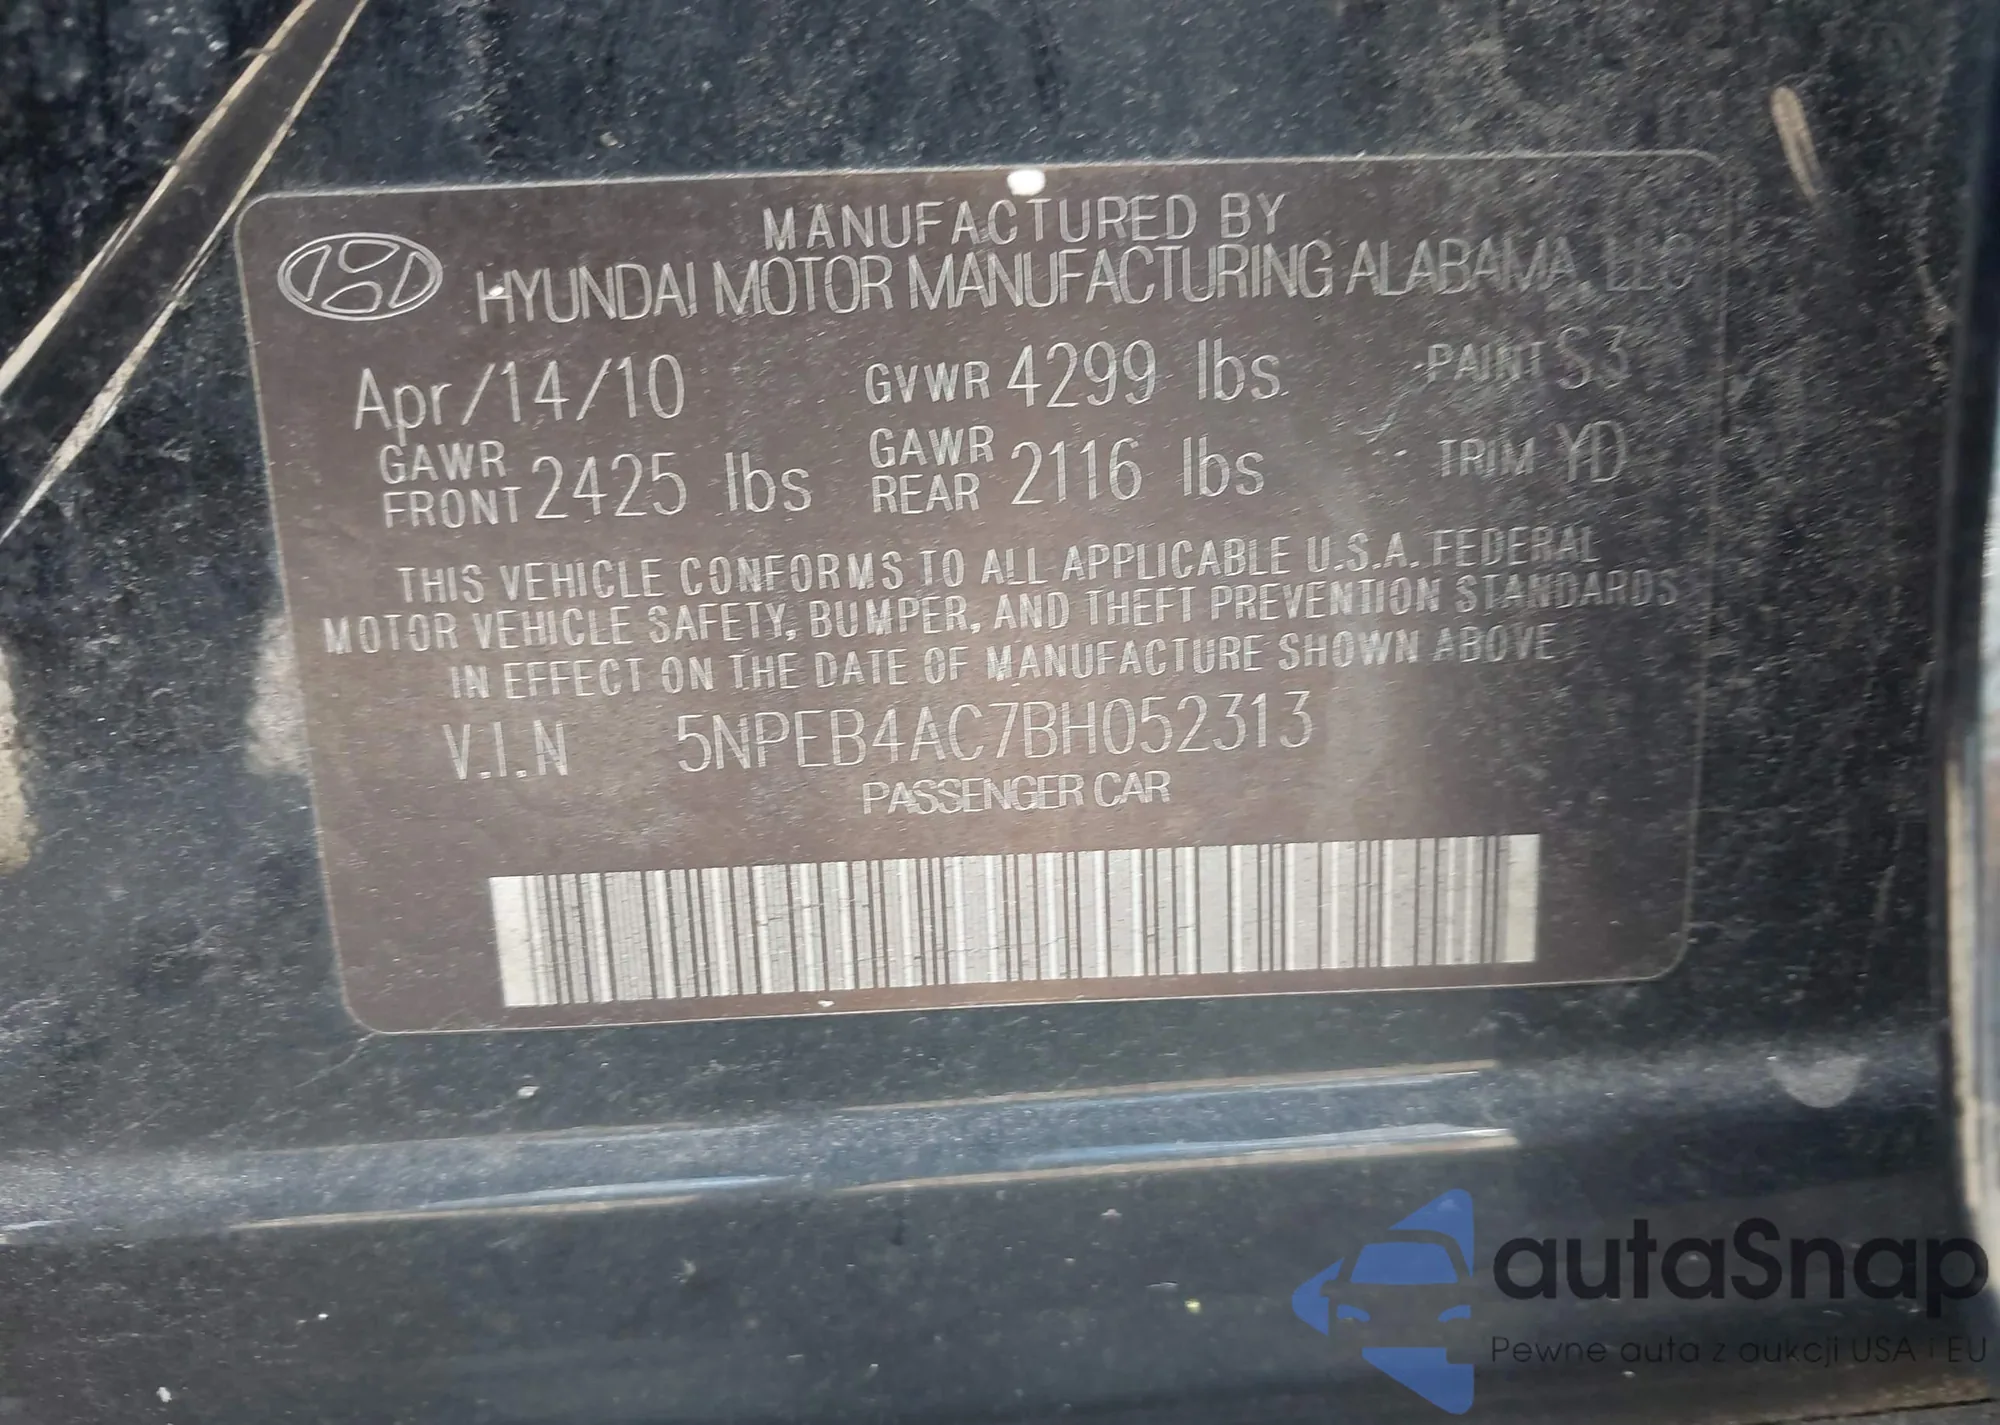 MANUFACTURED BY
HYUNDAI MOTOR MANUFACTURING ALABAMA, LLC
Apr/14/10 GVWR 4299 lbs PAINT S3
GAWR FRONT 2425 lbs GAWR REAR 2116 lbs TRIM YD
THIS VEHICLE CONFORMS TO ALL APPLICABLE U.S.A. FEDERAL
MOTOR VEHICLE SAFETY, BUMPER, AND THEFT PREVENTION STANDARDS
IN EFFECT ON THE DATE OF MANUFACTURE SHOWN ABOVE
V.I.N 5NPEB4AC7BH052313
PASSENGER CAR
autaSnap
Pewne auta z aukcji USA i EU